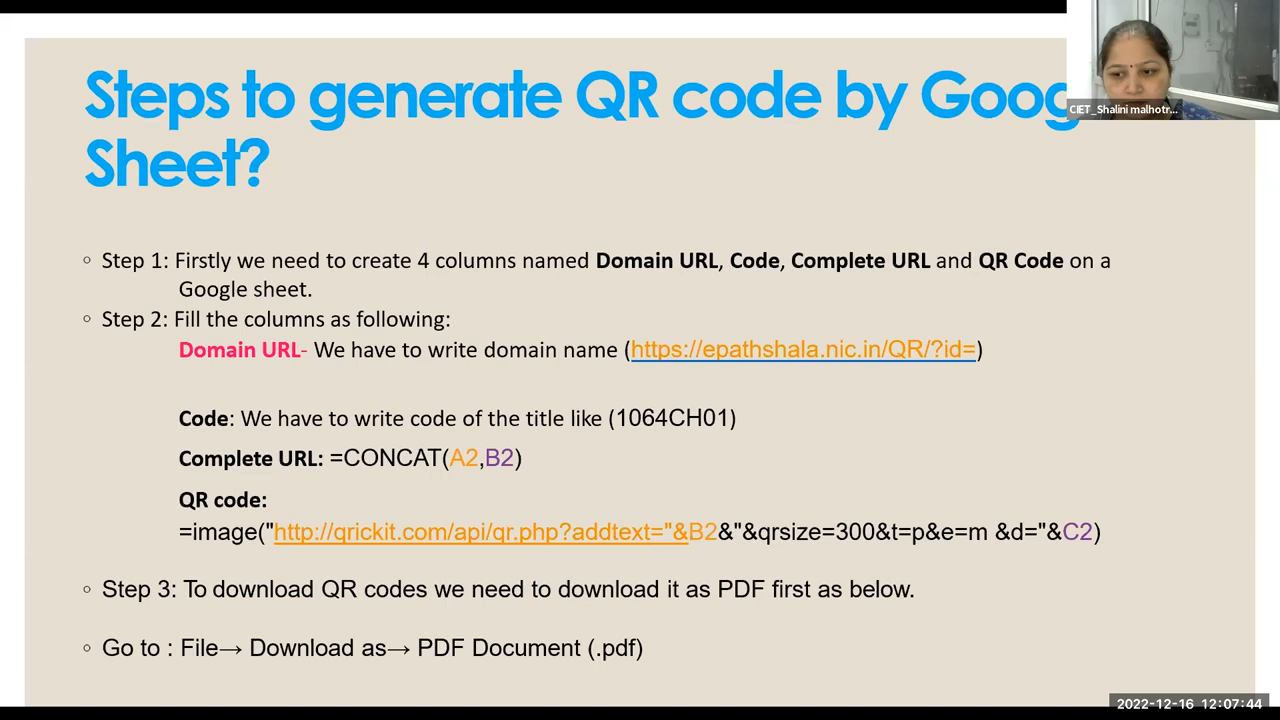 Steps to generate QR code by Goog
Sheet?
CIET_Shalini malhotr...
◦ Step 1: Firstly we need to create 4 columns named Domain URL, Code, Complete URL and QR Code on a
Google sheet.
◦ Step 2: Fill the columns as following:
Domain URL- We have to write domain name (https://epathshala.nic.in/QR/?id=)
Code: We have to write code of the title like (1064CH01)
Complete URL: =CONCAT(A2,B2)
QR code:
=image("http://qrickit.com/api/qr.php?addtext="&B2&"&qrsize=300&t=p&e=m &d="&C2)
◦ Step 3: To download QR codes we need to download it as PDF first as below.
◦ Go to : File→ Download as→ PDF Document (.pdf)
2022-12-16 12:07:44